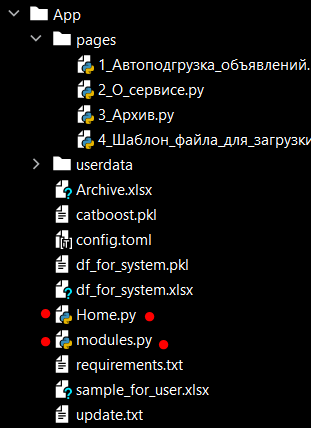 App
pages
1_Автоподгрузка_объявлений.
2_О_сервисе.py
3_Архив.py
4_Шаблон_файла_для_загрузки
userdata
Archive.xlsx
catboost.pkl
config.toml
df_for_system.pkl
df_for_system.xlsx
Home.py
modules.py
requirements.txt
sample_for_user.xlsx
update.txt